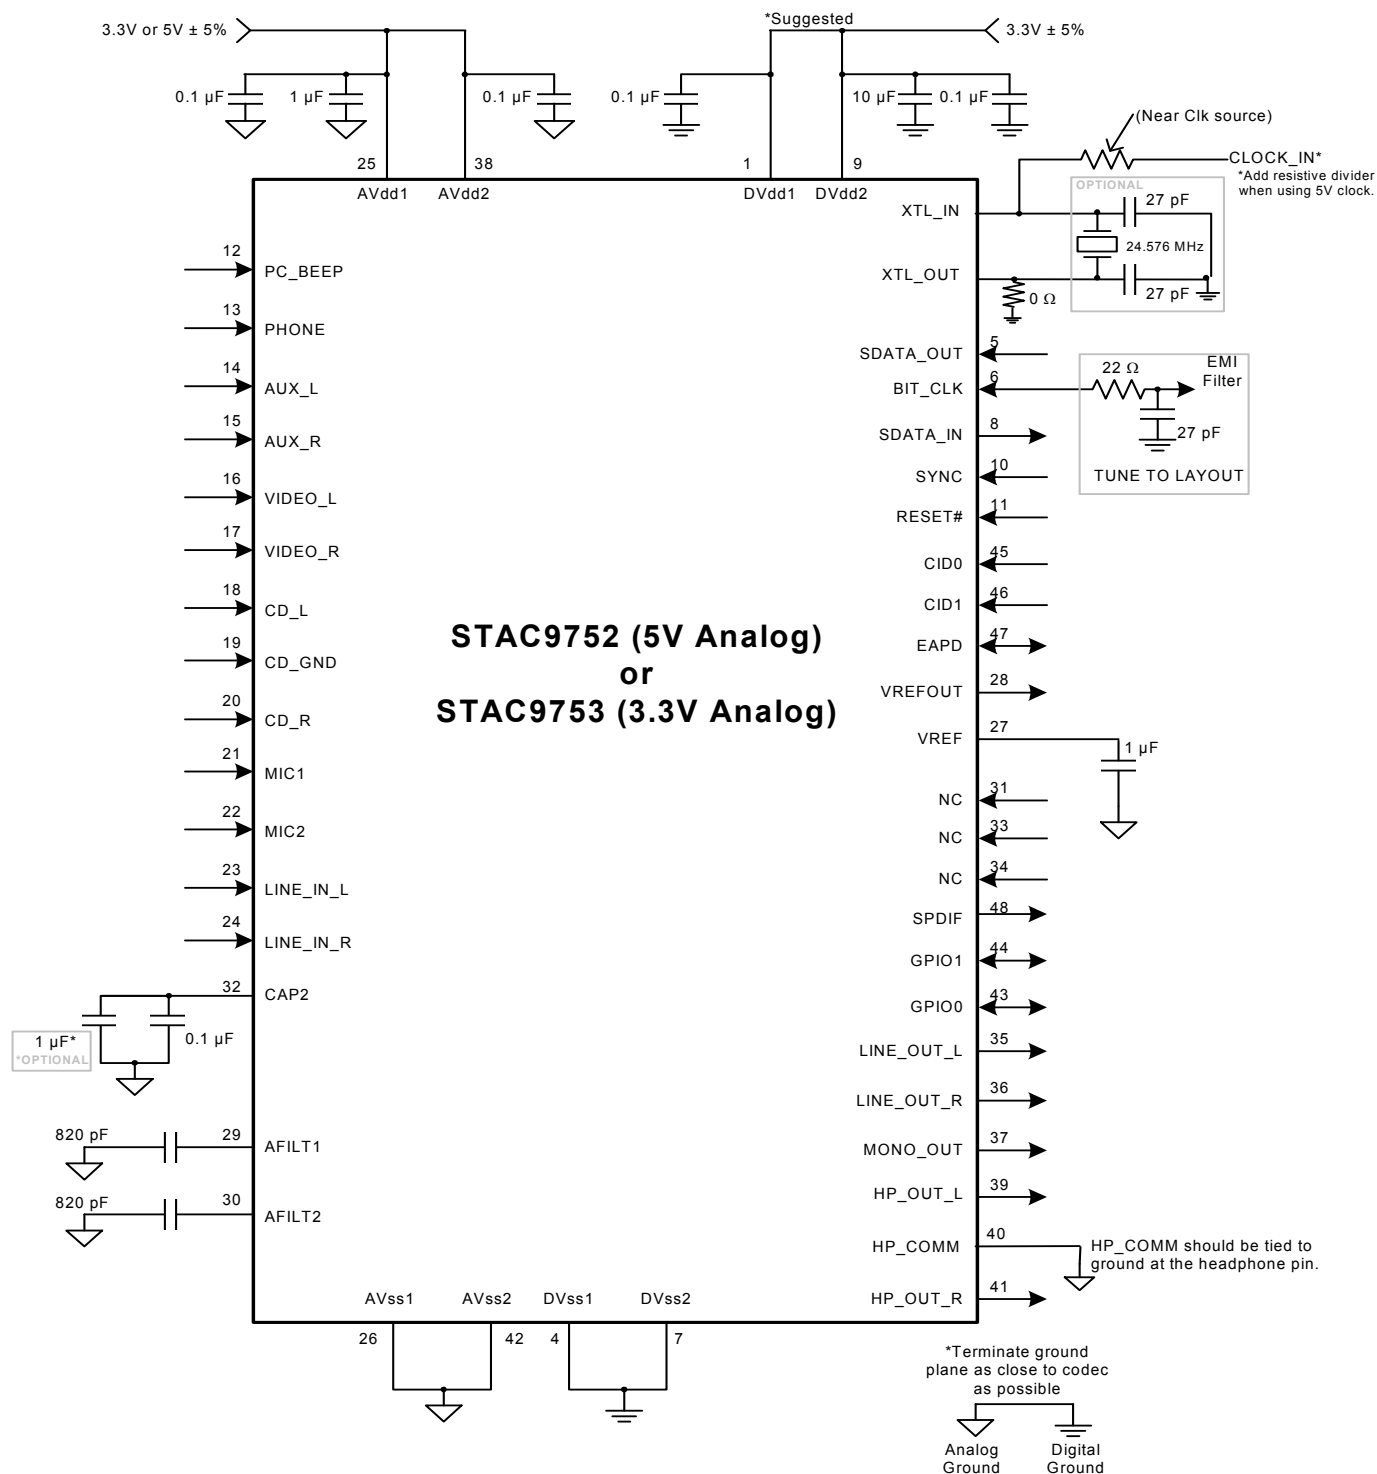 *Suggested
3.3V or 5V ± 5%
3.3V ± 5%
0.1 µF
1 µF
0.1 µF
0.1 µF
10 µF
0.1 µF
(Near Clk source)
25
38
1
9
CLOCK_IN*
*Add resistive divider
when using 5V clock.
AVdd1
AVdd2
DVdd1
DVdd2
OPTIONAL
27 pF
XTL_IN
24.576 MHz
XTL_OUT
27 pF
0 Ω
12
PC_BEEP
13
PHONE
14
AUX_L
15
AUX_R
16
VIDEO_L
17
VIDEO_R
18
CD_L
19
CD_GND
20
CD_R
21
MIC1
22
MIC2
23
LINE_IN_L
24
LINE_IN_R
32
CAP2
1 µF*
*OPTIONAL
0.1 µF
820 pF
29
AFILT1
820 pF
30
AFILT2
STAC9752 (5V Analog)
or
STAC9753 (3.3V Analog)
SDATA_OUT
5
BIT_CLK
6
22 Ω
EMI
Filter
27 pF
TUNE TO LAYOUT
SDATA_IN
8
SYNC
10
RESET#
11
CID0
45
CID1
46
EAPD
47
VREFOUT
28
VREF
27
1 µF
NC
31
NC
33
NC
34
SPDIF
48
GPIO1
44
GPIO0
43
LINE_OUT_L
35
LINE_OUT_R
36
MONO_OUT
37
HP_OUT_L
39
HP_COMM
40
HP_COMM should be tied to
ground at the headphone pin.
HP_OUT_R
41
AVss1
AVss2
DVss1
DVss2
26
42
4
7
*Terminate ground
plane as close to codec
as possible
Analog
Ground
Digital
Ground